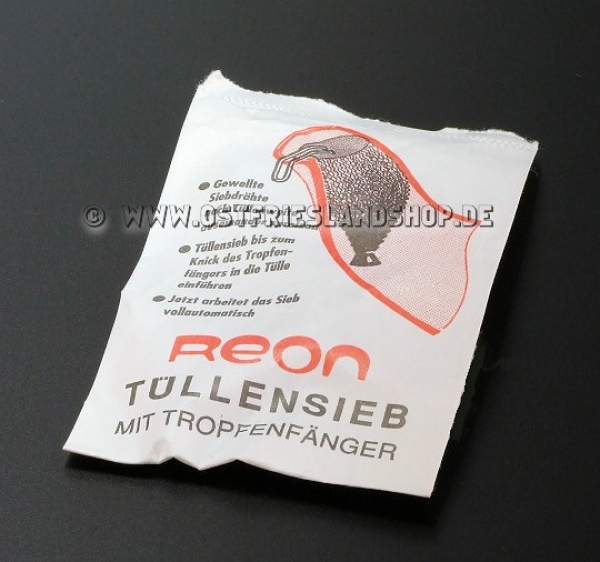 • Gewellte
Siebdrähte
© WWW.OSTFRIESLANDSHOP.DE
• Tüllensieb bis zum
Knick des Tropfen-
fängers in die Tülle
einführen
• Jetzt arbeitet das Sieb
vollautomatisch
REON
TÜLLENSIEB
MIT TROPFENFÄNGER